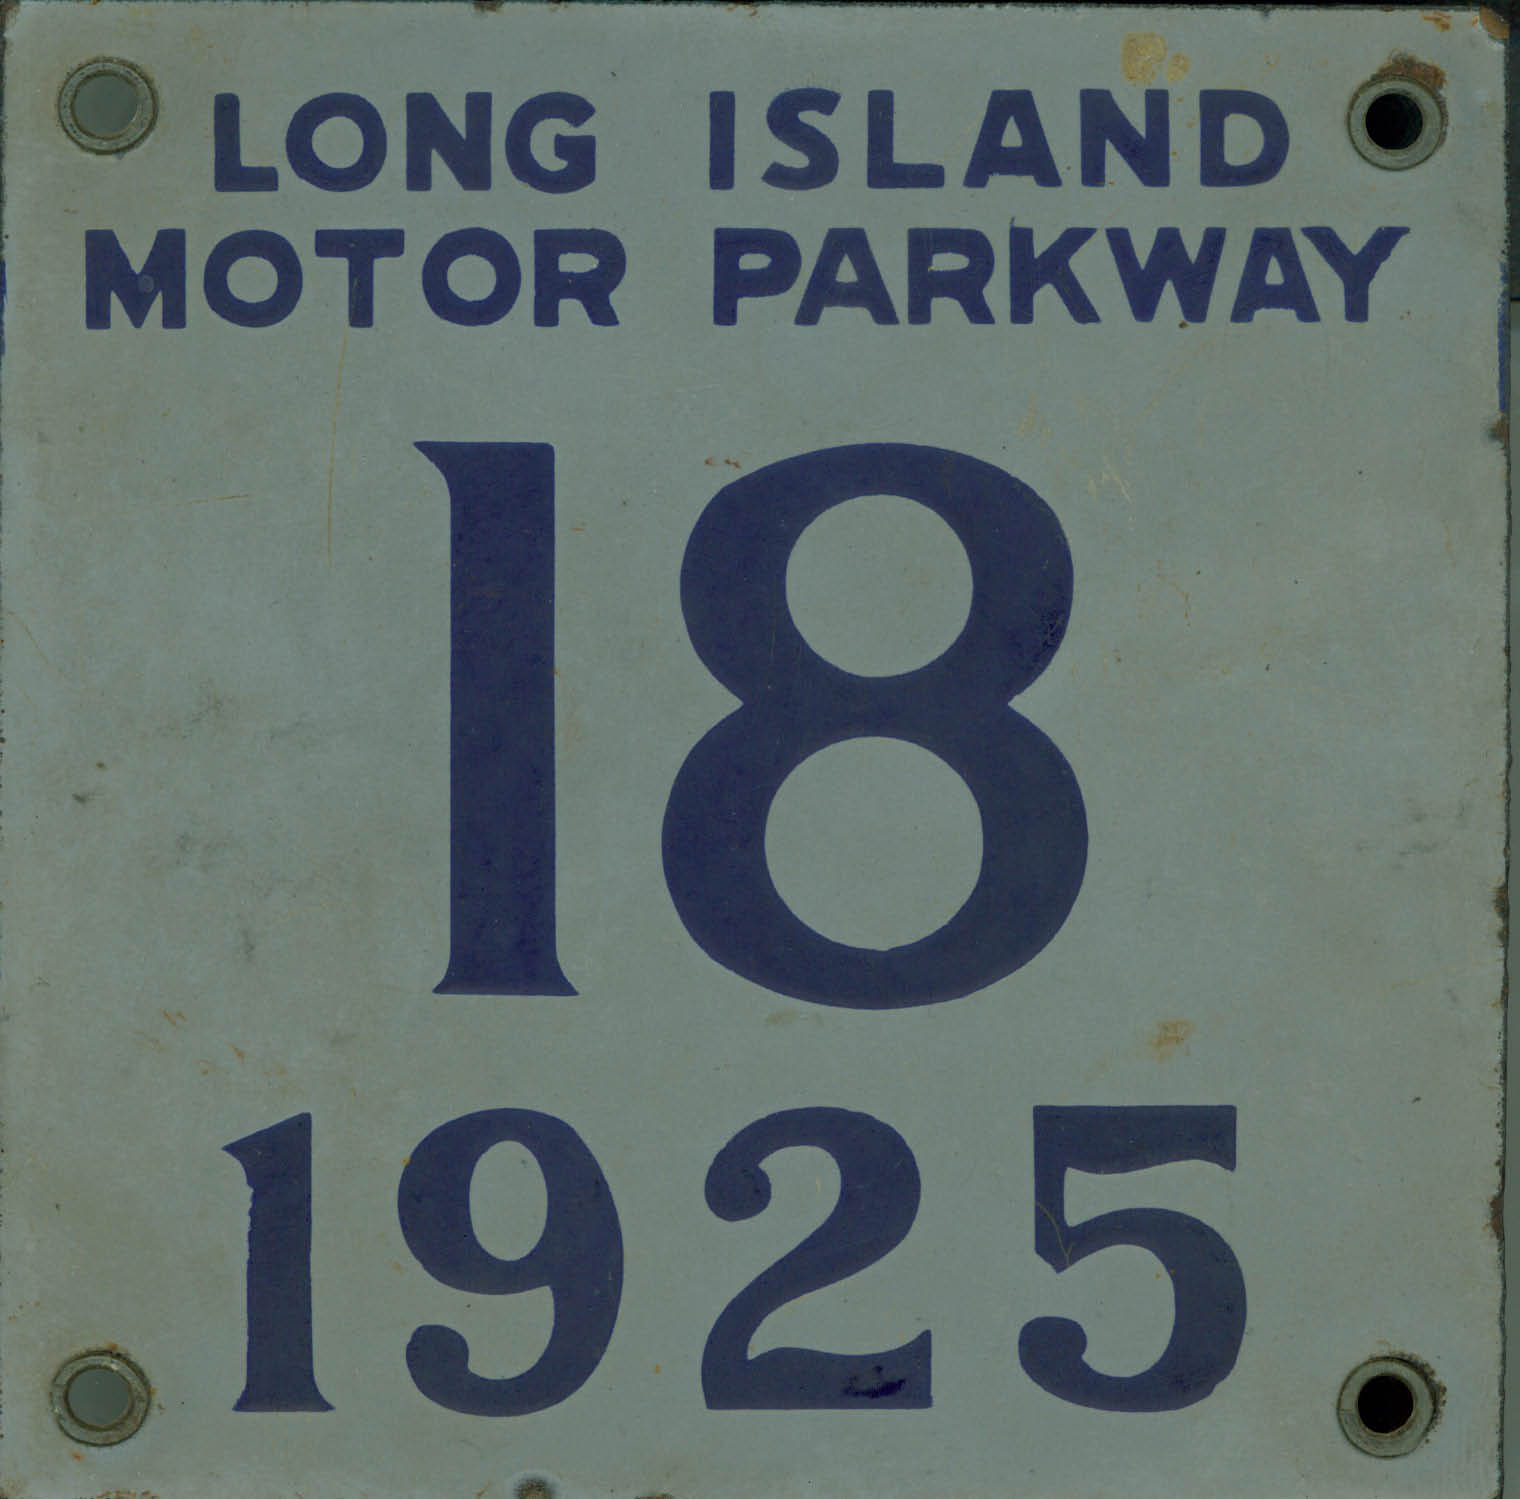 LONG ISLAND
MOTOR PARKWAY
18
1925